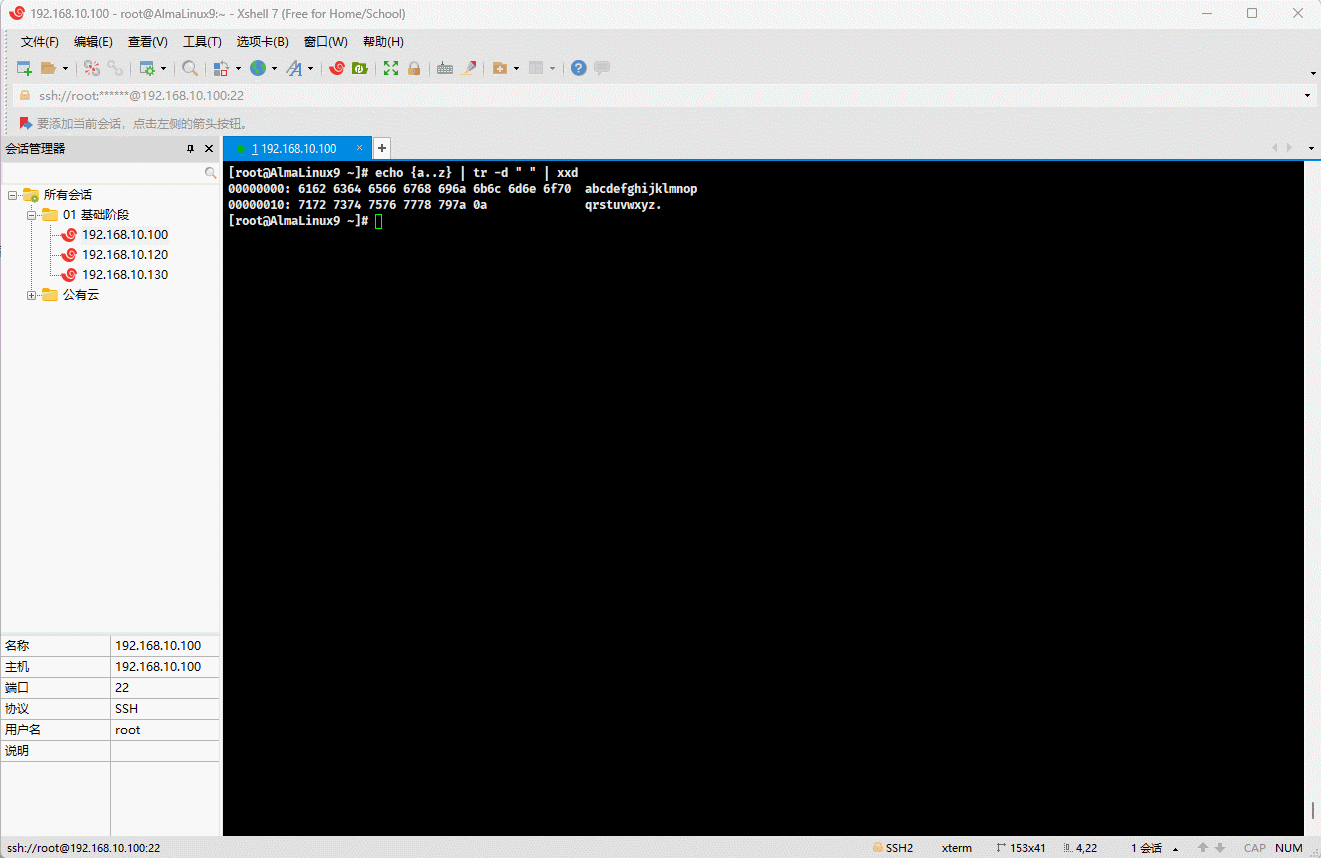 192.168.10.100 - root@AlmaLinux9:~ - Xshell 7 (Free for Home/School)
文件(F) 编辑(E) 查看(V) 工具(T) 选项卡(B) 窗口(W) 帮助(H)
ssh://root:******@192.168.10.100:22
要添加当前会话，点击左侧的箭头按钮。
会话管理器
1 192.168.10.100
[root@AlmaLinux9 ~]# echo {a..z} | tr -d " " | xxd
00000000: 6162 6364 6566 6768 696a 6b6c 6d6e 6f70  abcdefghijklmnop
00000010: 7172 7374 7576 7778 797a 0a              qrstuvwxyz.
[root@AlmaLinux9 ~]#
所有会话
01 基础阶段
192.168.10.100
192.168.10.120
192.168.10.130
公有云
名称 192.168.10.100
主机 192.168.10.100
端口 22
协议 SSH
用户名 root
说明
ssh://root@192.168.10.100:22 SSH2 xterm 153x41 4,22 1 会话 CAP NUM